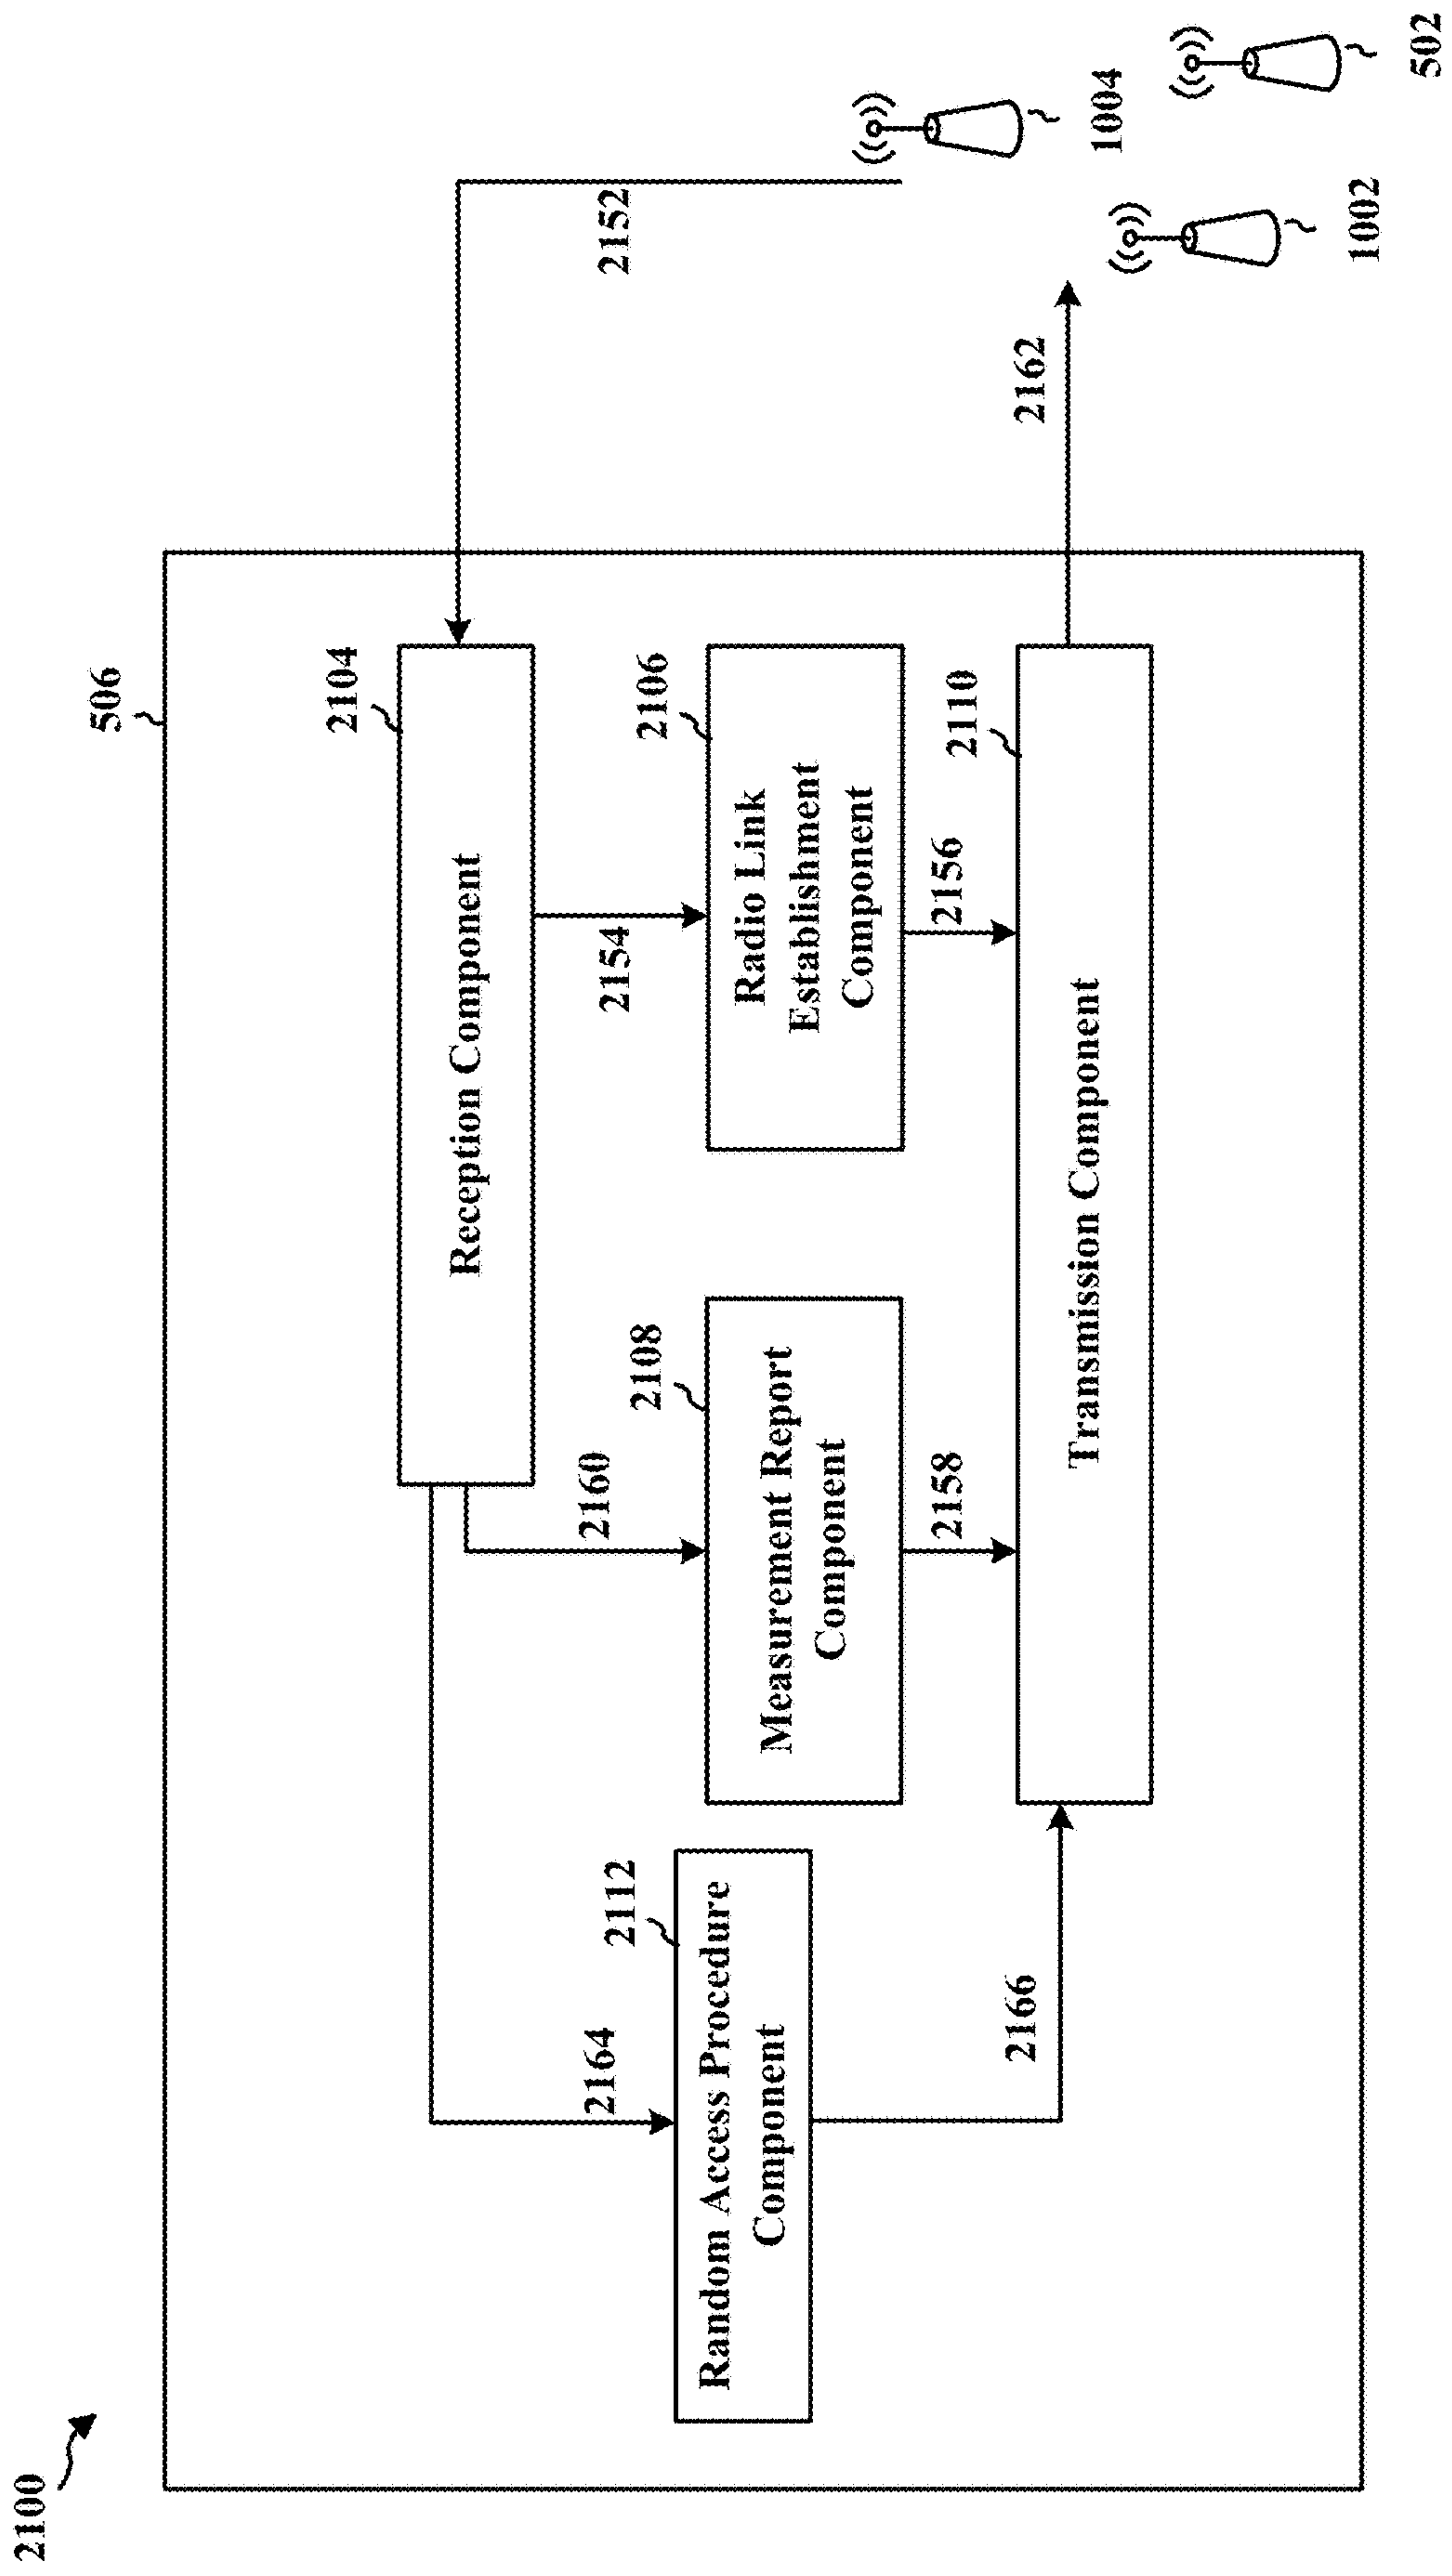 2100
506
2104
Reception Component
2152
1004
502
1002
2154
2160
2164
2106
Radio Link
Establishment
Component
2108
Measurement Report
Component
2112
Random Access Procedure
Component
2156
2158
2166
2110
Transmission Component
2162